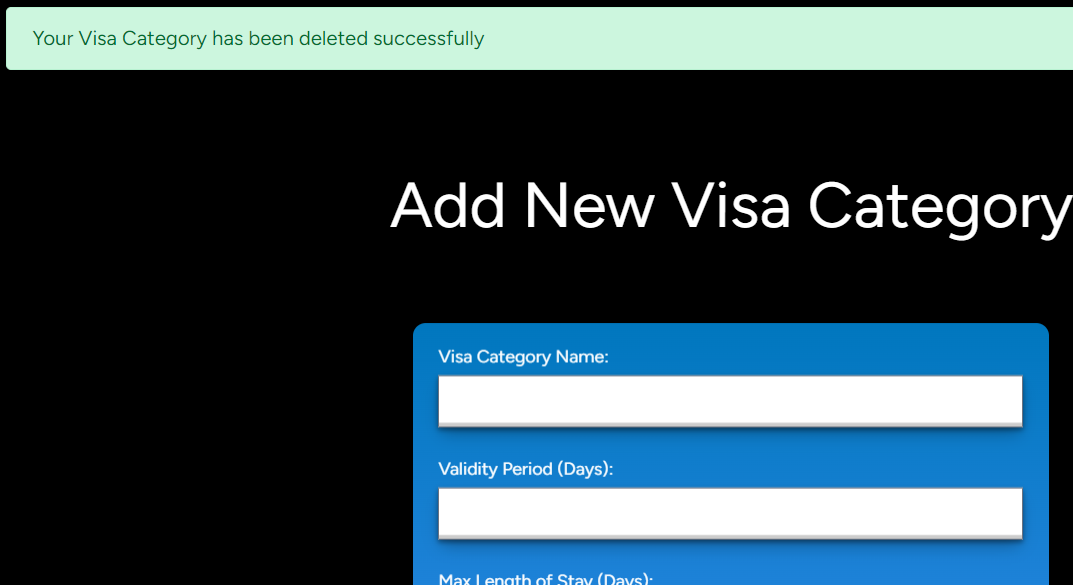 Your Visa Category has been deleted successfully
Add New Visa Category
Visa Category Name:
Validity Period (Days):
Max Length of Stay (Days):